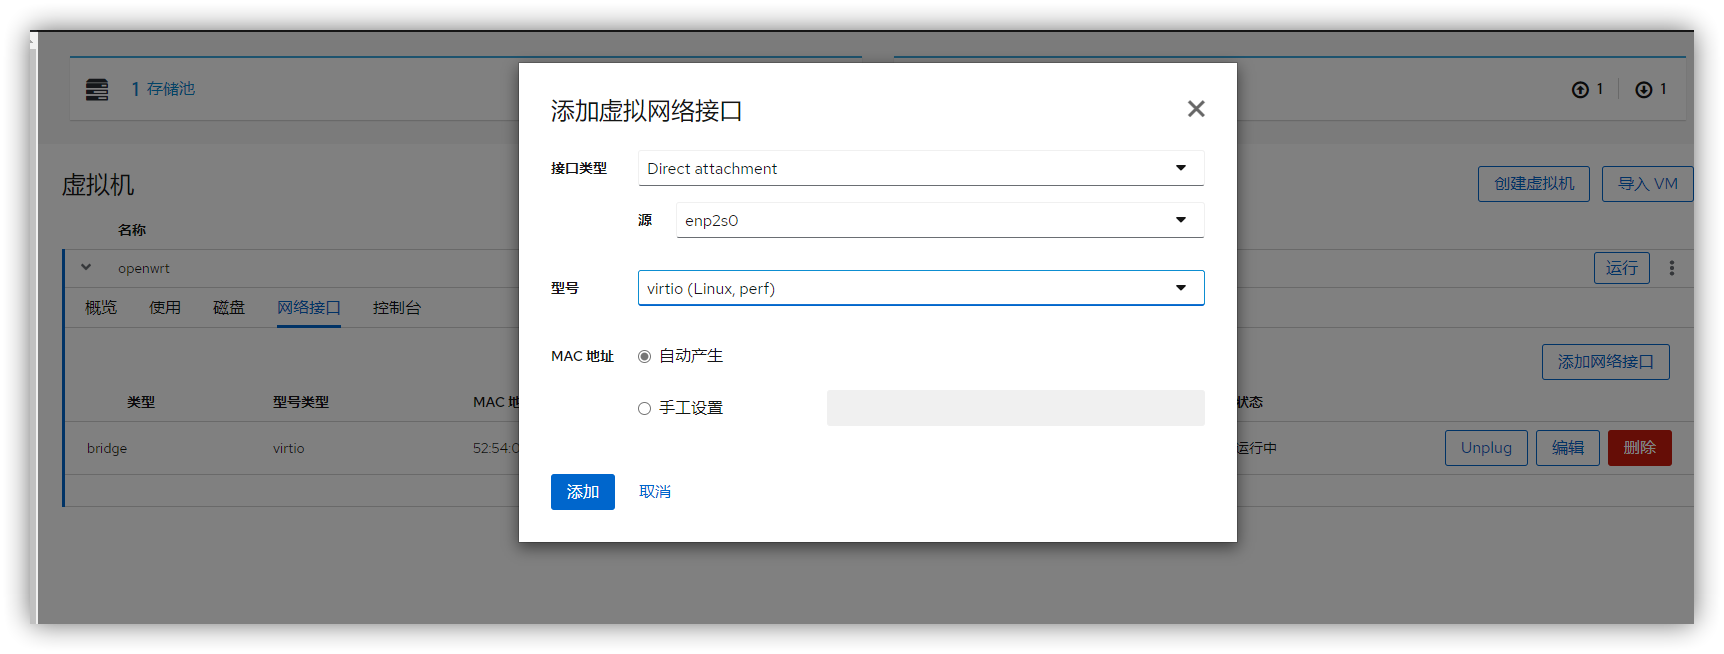 1 存储池
1 1
虚拟机
创建虚拟机 导入 VM
名称
openwrt
运行
概览 使用 磁盘 网络接口 控制台
添加网络接口
类型 型号类型 MAC 状态
bridge virtio 52:54:0 运行中 Unplug 编辑 删除
添加虚拟网络接口
接口类型 Direct attachment
源 enp2s0
型号 virtio (Linux, perf)
MAC 地址 自动产生
手工设置
添加 取消